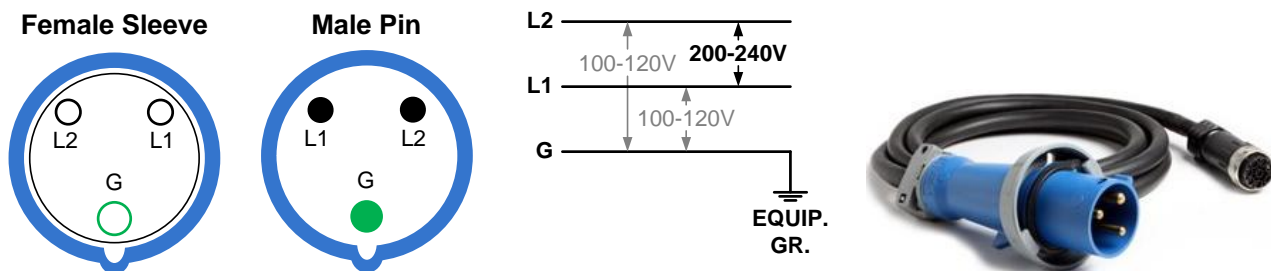 Female Sleeve
L2
L1
G
Male Pin
L1
L2
G
L2
100-120V
200-240V
L1
100-120V
G
EQUIP.
GR.